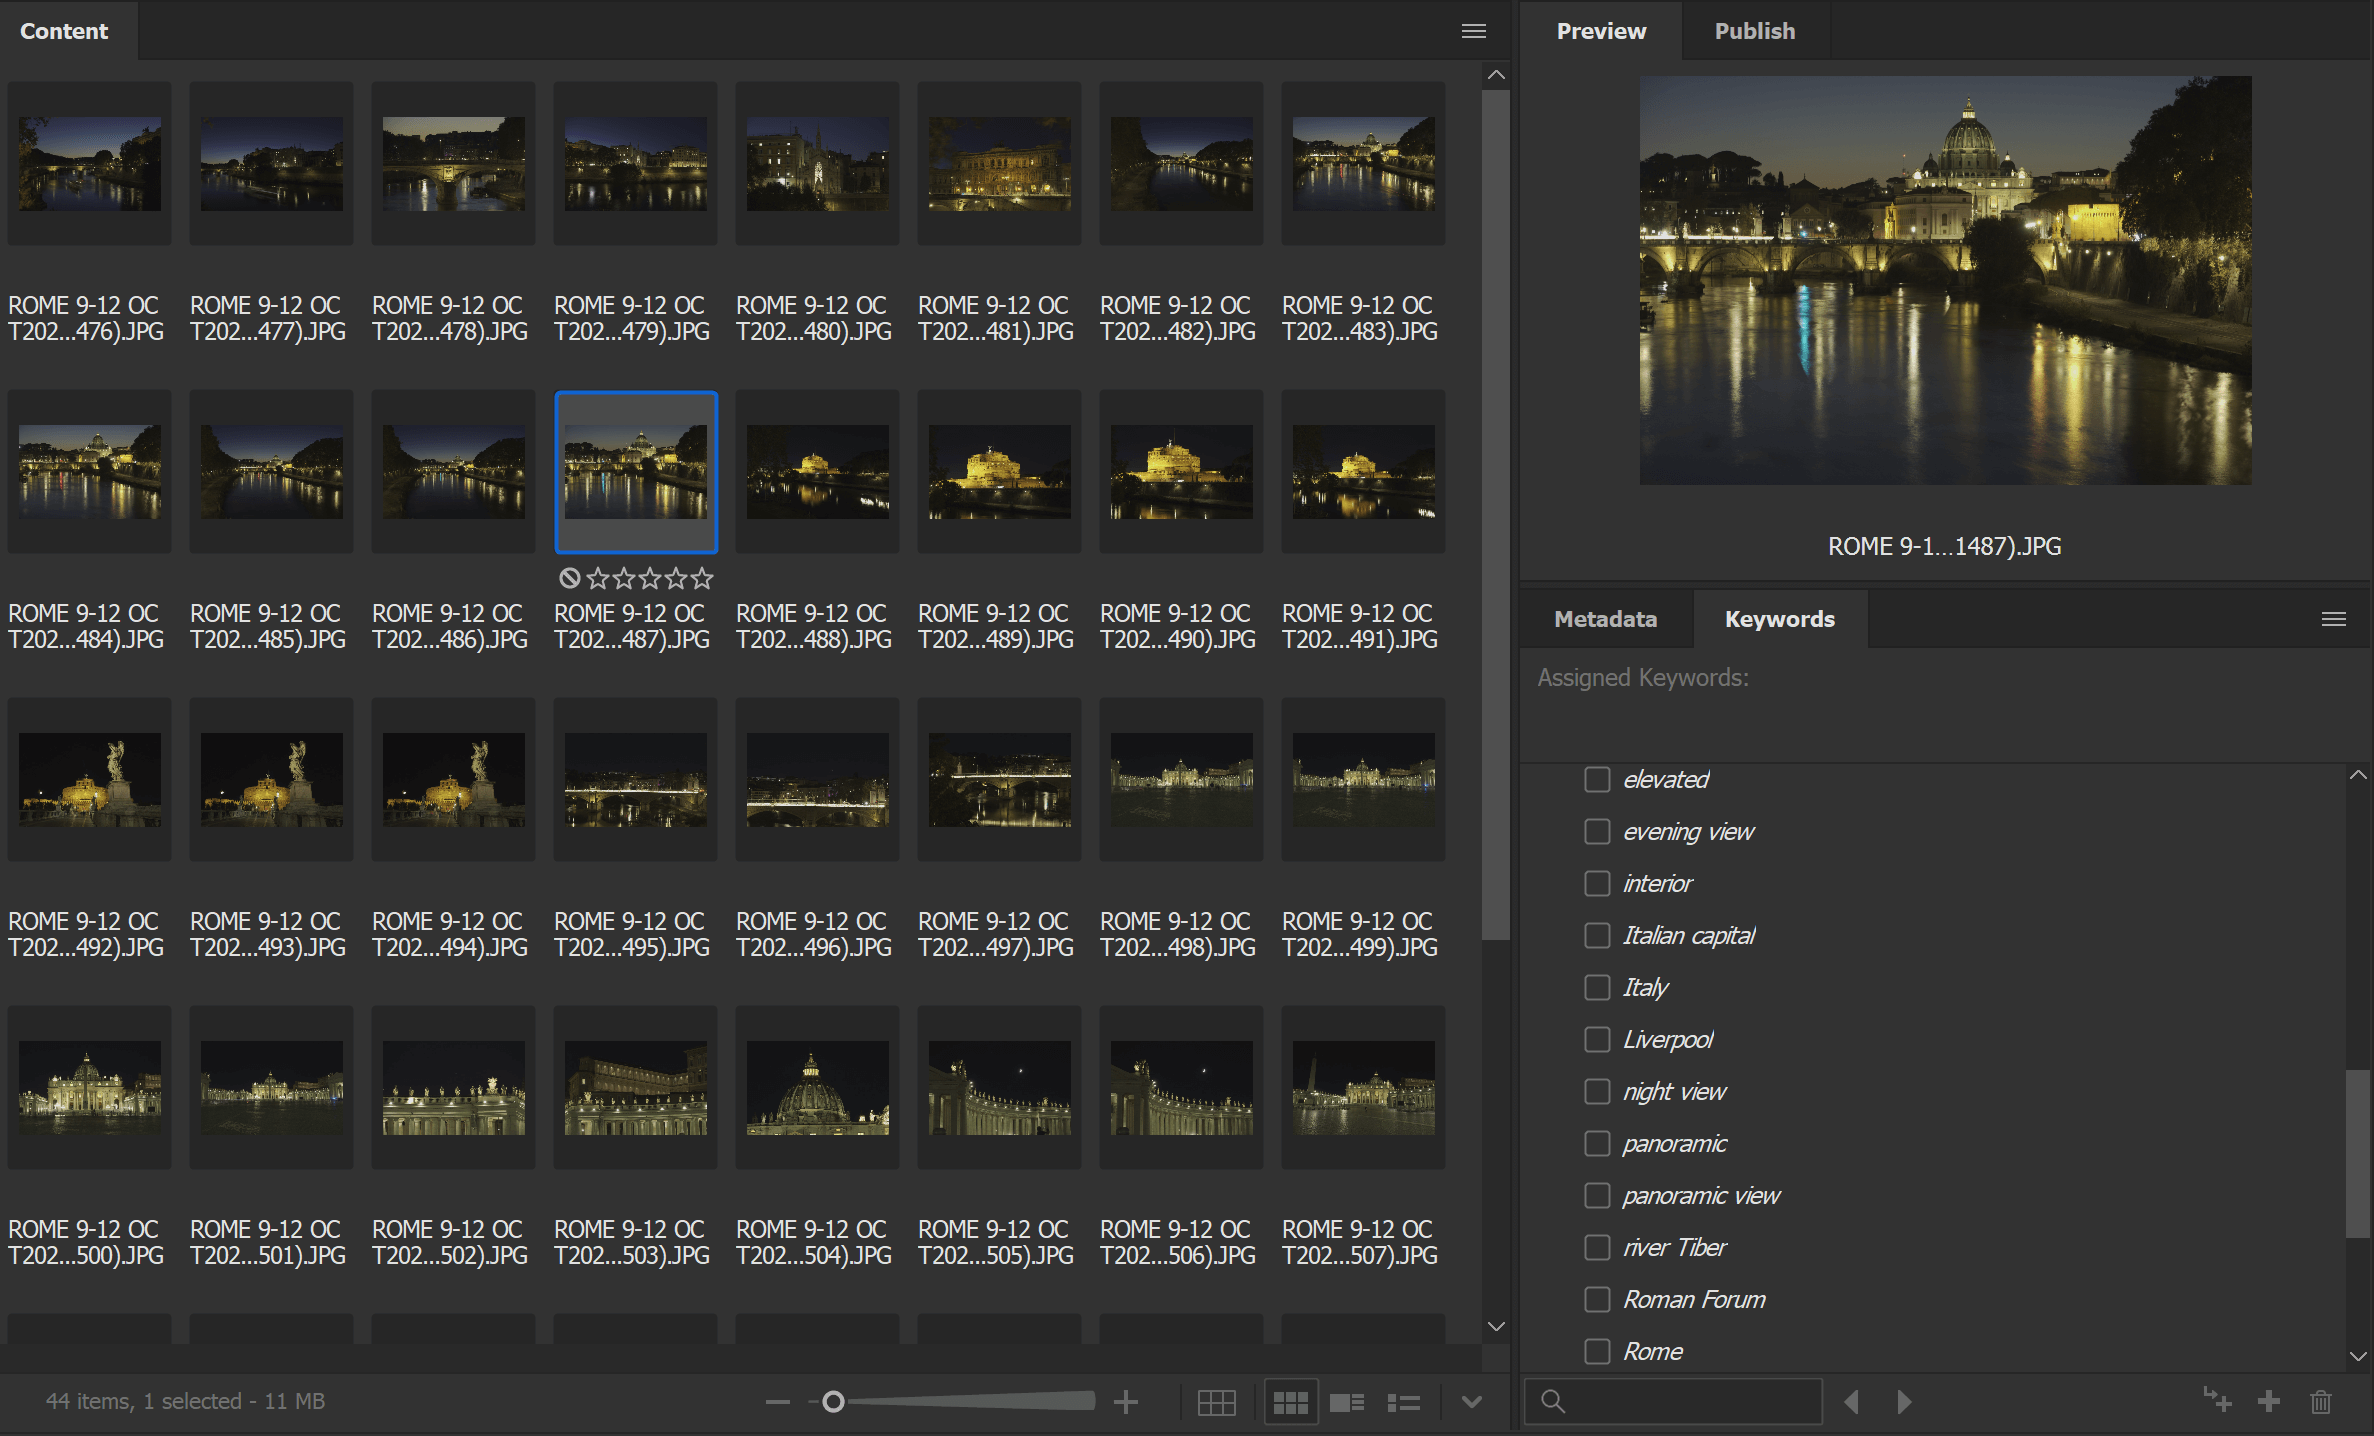 Content
ROME 9-12 OC
T202...476).JPG
ROME 9-12 OC
T202...477).JPG
ROME 9-12 OC
T202...478).JPG
ROME 9-12 OC
T202...479).JPG
ROME 9-12 OC
T202...480).JPG
ROME 9-12 OC
T202...481).JPG
ROME 9-12 OC
T202...482).JPG
ROME 9-12 OC
T202...483).JPG
ROME 9-12 OC
T202...484).JPG
ROME 9-12 OC
T202...485).JPG
ROME 9-12 OC
T202...486).JPG
ROME 9-12 OC
T202...487).JPG
ROME 9-12 OC
T202...488).JPG
ROME 9-12 OC
T202...489).JPG
ROME 9-12 OC
T202...490).JPG
ROME 9-12 OC
T202...491).JPG
ROME 9-12 OC
T202...492).JPG
ROME 9-12 OC
T202...493).JPG
ROME 9-12 OC
T202...494).JPG
ROME 9-12 OC
T202...495).JPG
ROME 9-12 OC
T202...496).JPG
ROME 9-12 OC
T202...497).JPG
ROME 9-12 OC
T202...498).JPG
ROME 9-12 OC
T202...499).JPG
ROME 9-12 OC
T202...500).JPG
ROME 9-12 OC
T202...501).JPG
ROME 9-12 OC
T202...502).JPG
ROME 9-12 OC
T202...503).JPG
ROME 9-12 OC
T202...504).JPG
ROME 9-12 OC
T202...505).JPG
ROME 9-12 OC
T202...506).JPG
ROME 9-12 OC
T202...507).JPG
44 items, 1 selected - 11 MB
Preview
Publish
ROME 9-1...1487).JPG
Metadata
Keywords
Assigned Keywords:
elevated
evening view
interior
Italian capital
Italy
Liverpool
night view
panoramic
panoramic view
river Tiber
Roman Forum
Rome